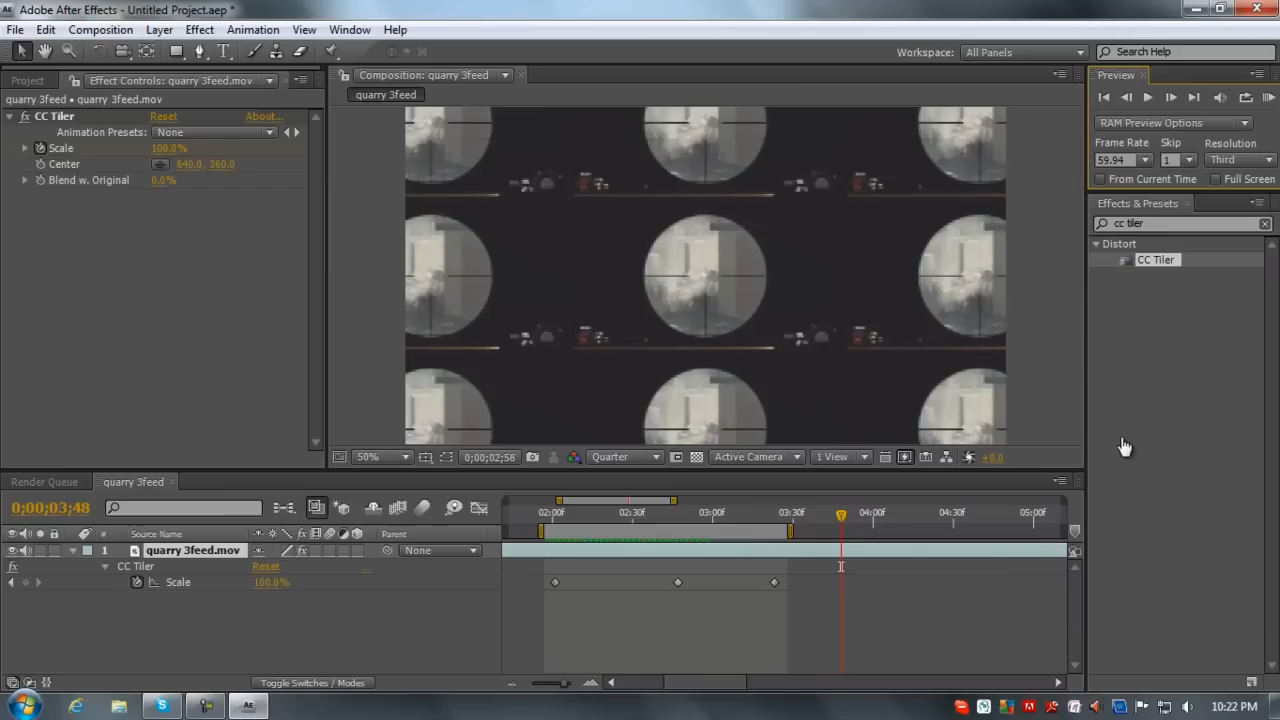 Adobe After Effects - Untitled Project.aep *
File Edit Composition Layer Effect Animation View Window Help
Workspace: All Panels Search Help
Project Effect Controls: quarry 3feed.mov
quarry 3feed • quarry 3feed.mov
fx CC Tiler Reset About...
Animation Presets: None
Scale 100.0%
Center 640.0, 360.0
Blend w. Original 0.0%
Composition: quarry 3feed
quarry 3feed
50% 0;00;02;58 Quarter Active Camera 1 View +0.0
Preview
RAM Preview Options
Frame Rate Skip Resolution
59.94 1 Third
From Current Time Full Screen
Effects & Presets
cc tiler
Distort
CC Tiler
Render Queue quarry 3feed
0;00;03;48
02:00f 02:30f 03:00f 03:30f 04:00f 04:30f 05:00f
# Source Name Parent
1 quarry 3feed.mov None
fx CC Tiler Reset
Scale 100.0%
Toggle Switches / Modes
10:22 PM